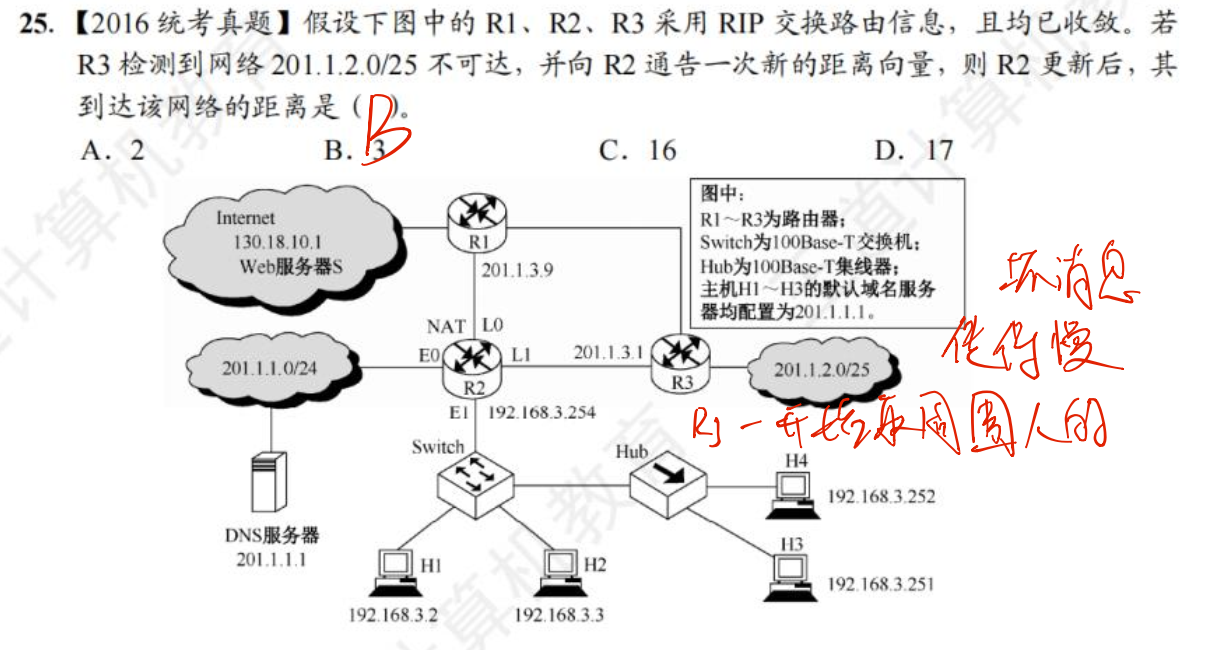 25. 【2016 统考真题】假设下图中的 R1、R2、R3 采用 RIP 交换路由信息，且均已收敛。若
R3 检测到网络 201.1.2.0/25 不可达，并向 R2 通告一次新的距离向量，则 R2 更新后，其
到达该网络的距离是（ B ）。
A．2 B．3 C．16 D．17
图中：
R1～R3为路由器；
Switch为100Base-T交换机；
Hub为100Base-T集线器；
主机H1～H3的默认域名服务
器均配置为201.1.1.1。
Internet
130.18.10.1
Web服务器S
R1
201.1.3.9
NAT L0
201.1.1.0/24
E0
R2
L1
201.1.3.1
R3
201.1.2.0/25
E1
192.168.3.254
坏消息
传得慢
R3一开始取周围人的
Switch
Hub
H4
192.168.3.252
DNS服务器
201.1.1.1
H1
192.168.3.2
H2
192.168.3.3
H3
192.168.3.251
王道计算机教育